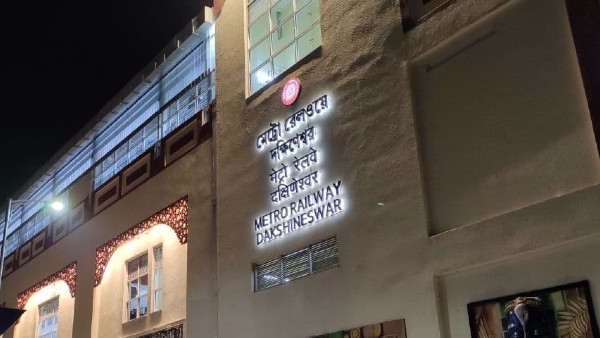 মেট্রো রেলওয়ে
দক্ষিণেশ্বর
मेट्रो रेलवे
दक्षिणेश्वर
METRO RAILWAY
DAKSHINESWAR